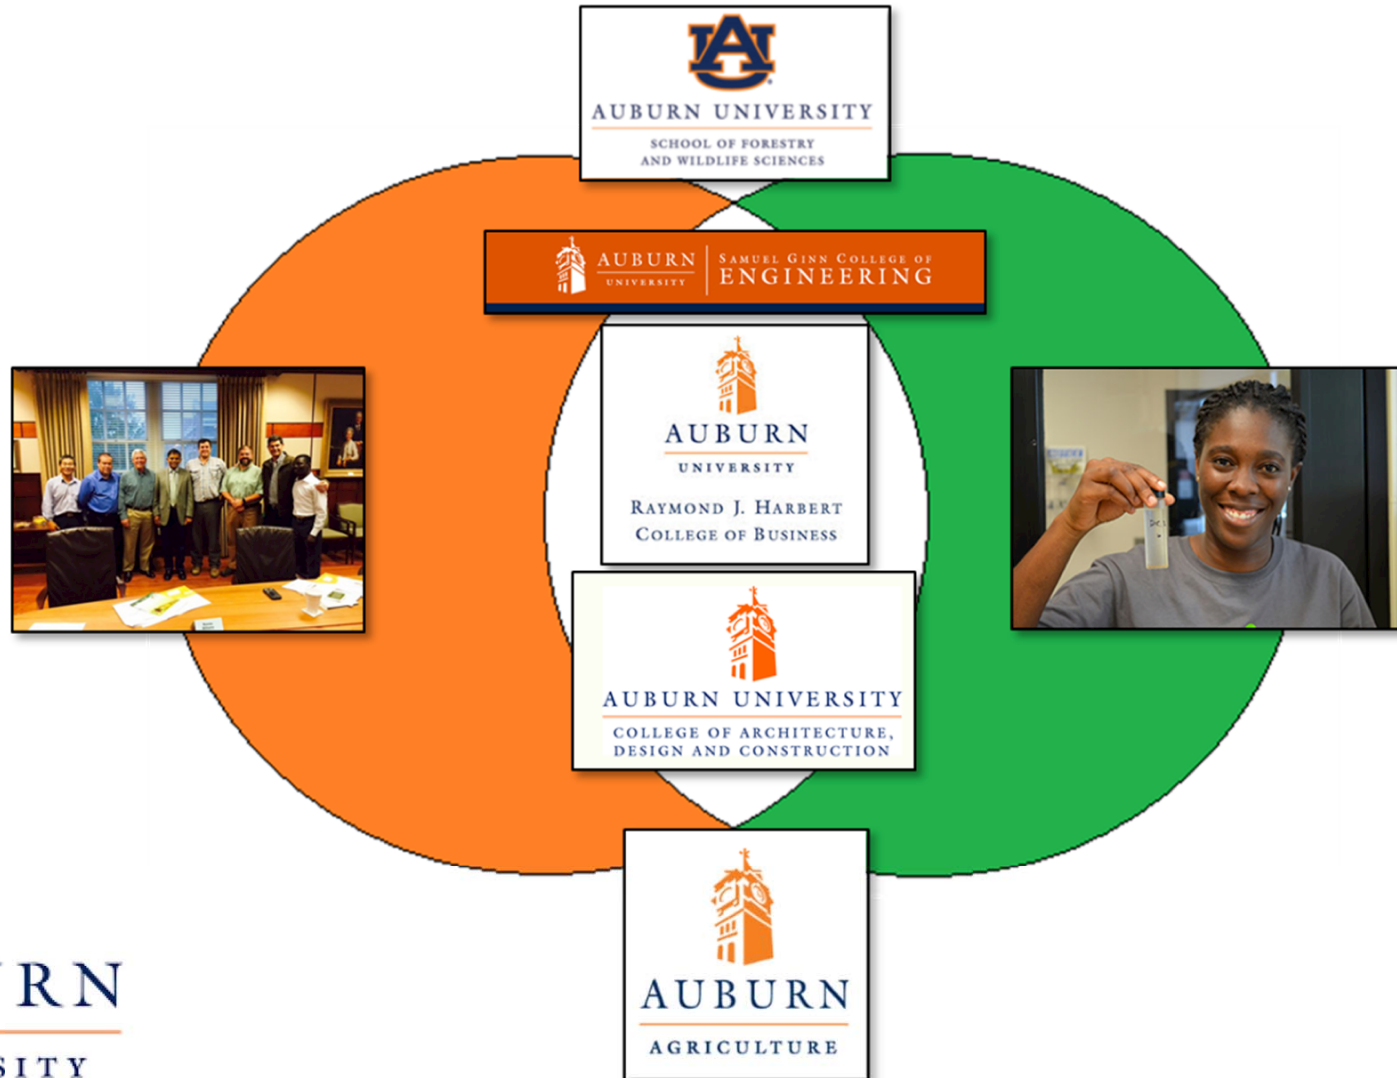 AUBURN UNIVERSITY
SCHOOL OF FORESTRY
AND WILDLIFE SCIENCES
AUBURN
UNIVERSITY
SAMUEL GINN COLLEGE OF
ENGINEERING
AUBURN
UNIVERSITY
RAYMOND J. HARBERT
COLLEGE OF BUSINESS
AUBURN UNIVERSITY
COLLEGE OF ARCHITECTURE,
DESIGN AND CONSTRUCTION
AUBURN
AGRICULTURE
RN
SITY